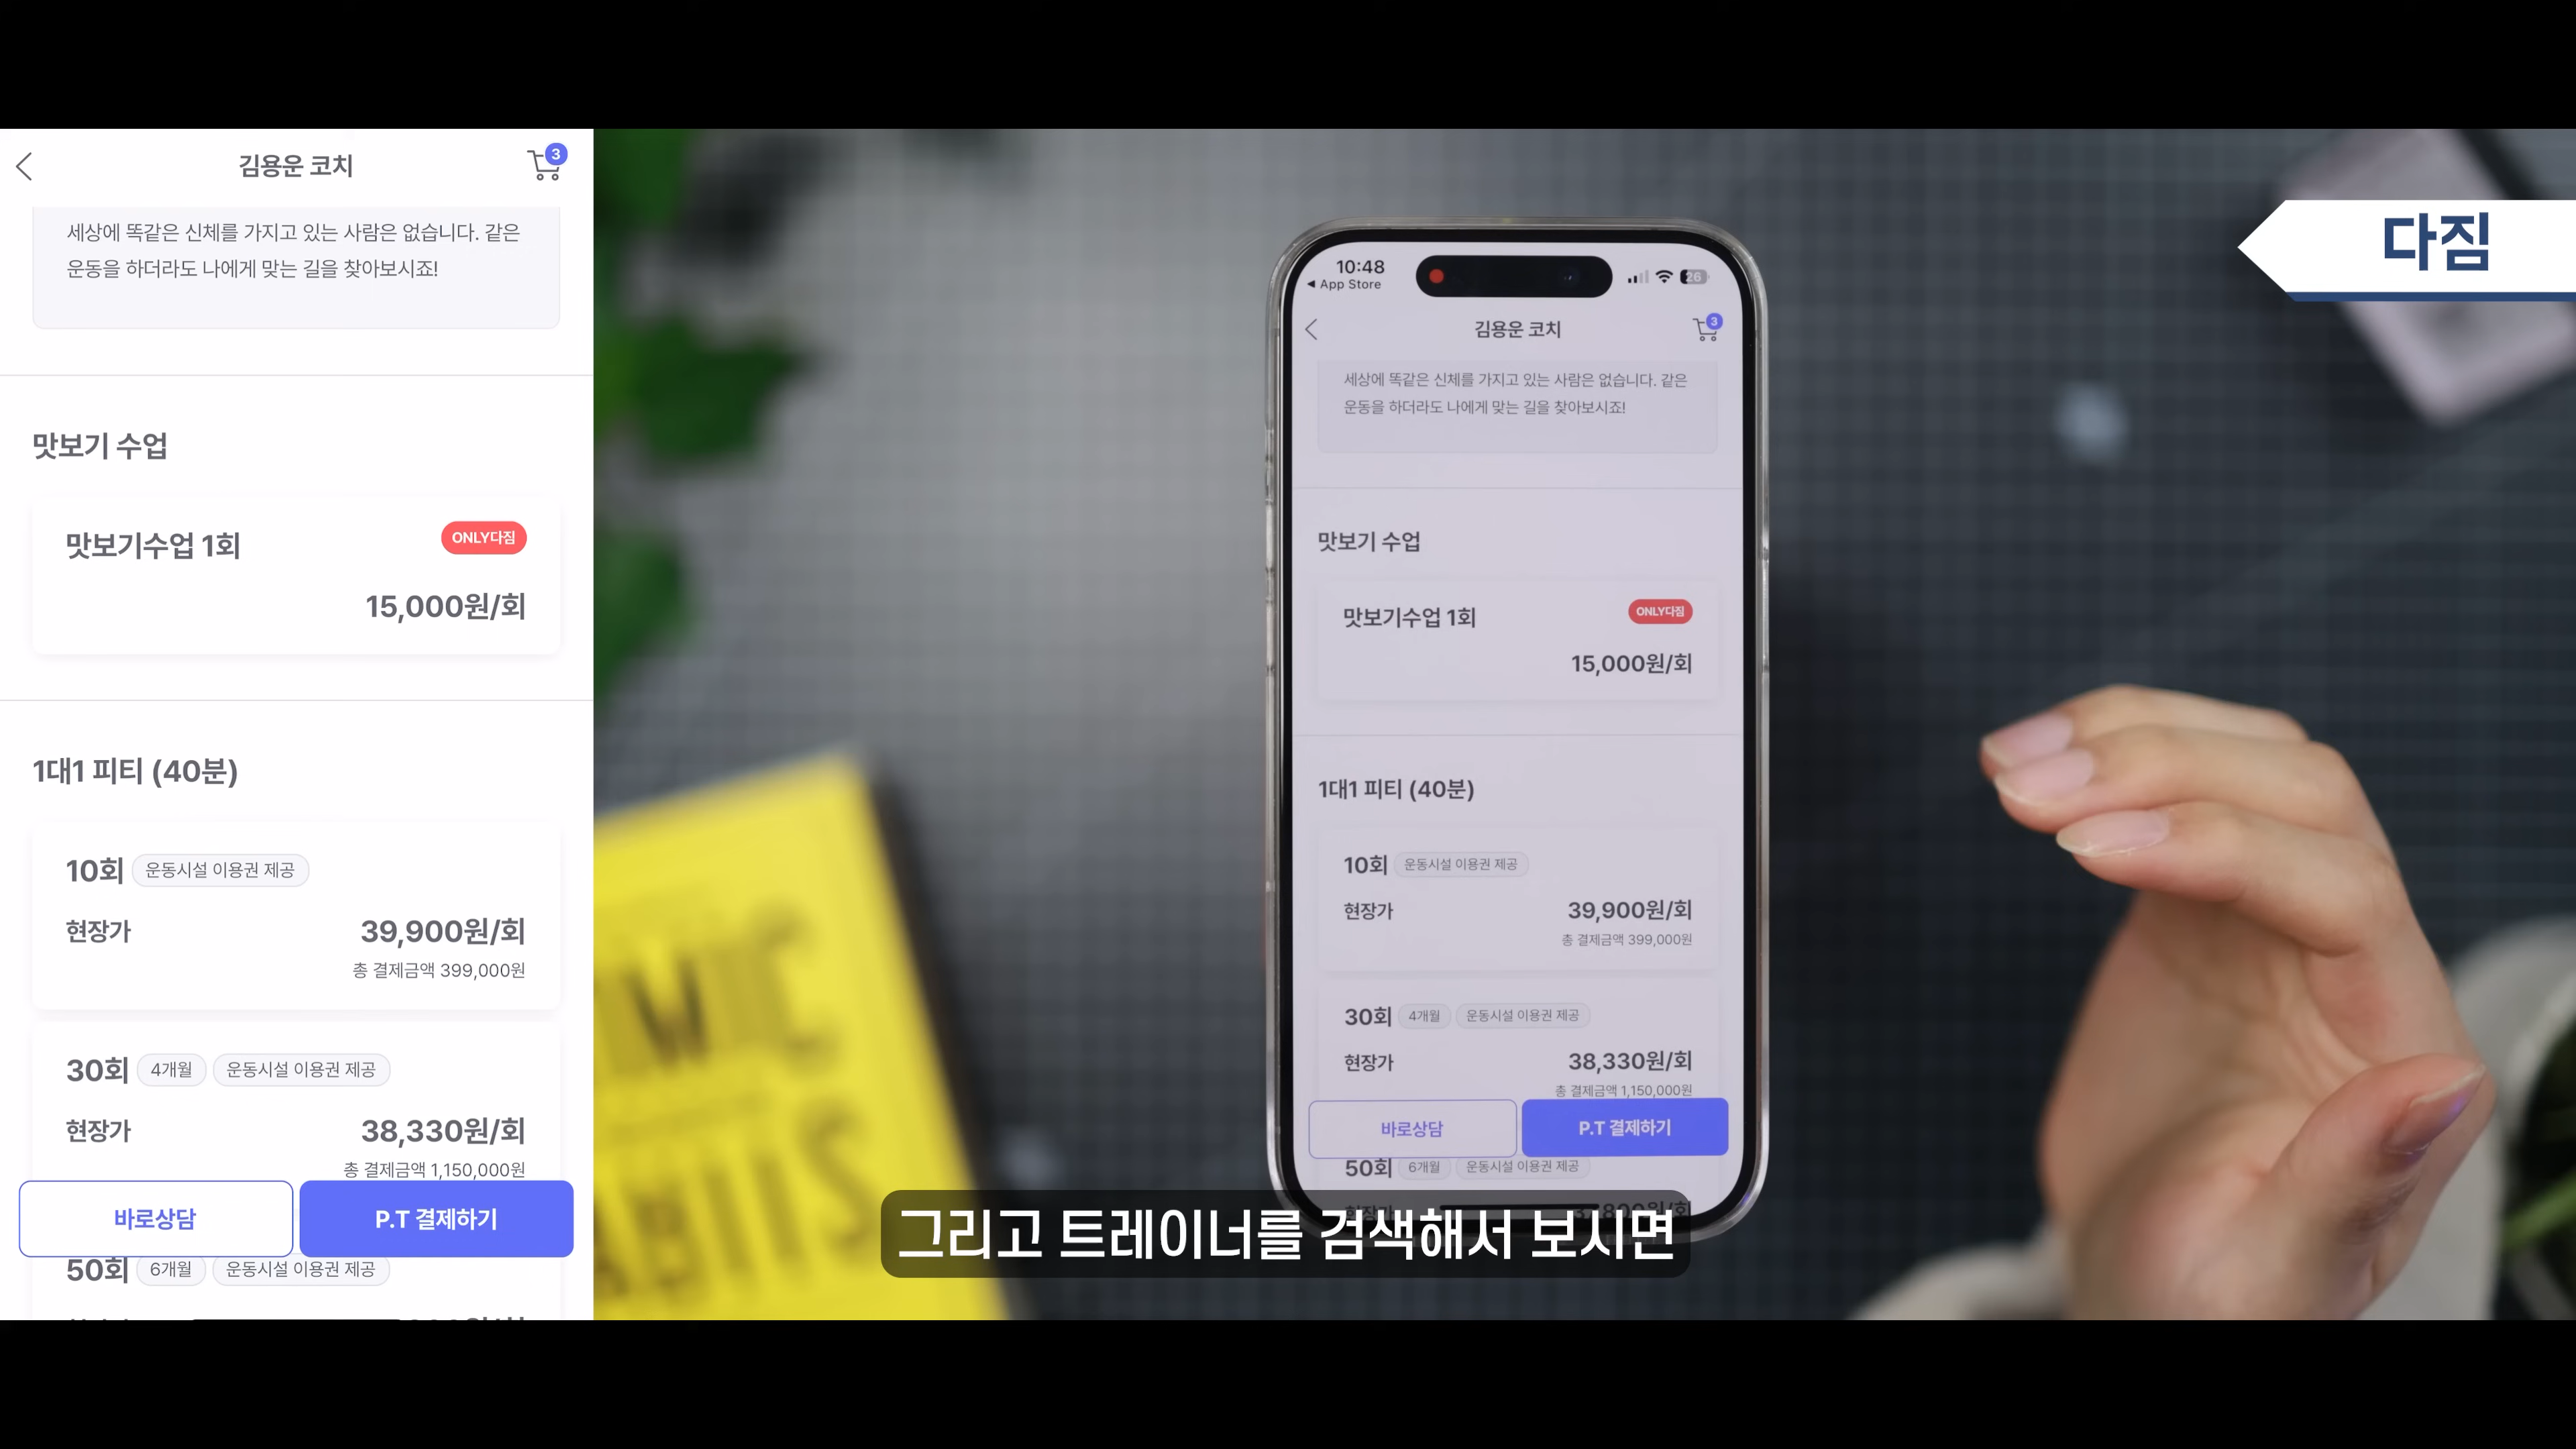 김용운 코치
3
세상에 똑같은 신체를 가지고 있는 사람은 없습니다. 같은
운동을 하더라도 나에게 맞는 길을 찾아보시죠!
맛보기 수업
맛보기수업 1회
ONLY다짐
15,000원/회
1대1 피티 (40분)
10회 운동시설 이용권 제공
현장가 39,900원/회
총 결제금액 399,000원
30회 4개월 운동시설 이용권 제공
현장가 38,330원/회
총 결제금액 1,150,000원
바로상담 P.T 결제하기
50회 6개월 운동시설 이용권 제공
10:48
26
App Store
김용운 코치
3
세상에 똑같은 신체를 가지고 있는 사람은 없습니다. 같은
운동을 하더라도 나에게 맞는 길을 찾아보시죠!
맛보기 수업
맛보기수업 1회
ONLY다짐
15,000원/회
1대1 피티 (40분)
10회 운동시설 이용권 제공
현장가 39,900원/회
총 결제금액 399,000원
30회 4개월 운동시설 이용권 제공
현장가 38,330원/회
총 결제금액 1,150,000원
바로상담 P.T 결제하기
50회 6개월 운동시설 이용권 제공
다짐
그리고 트레이너를 검색해서 보시면